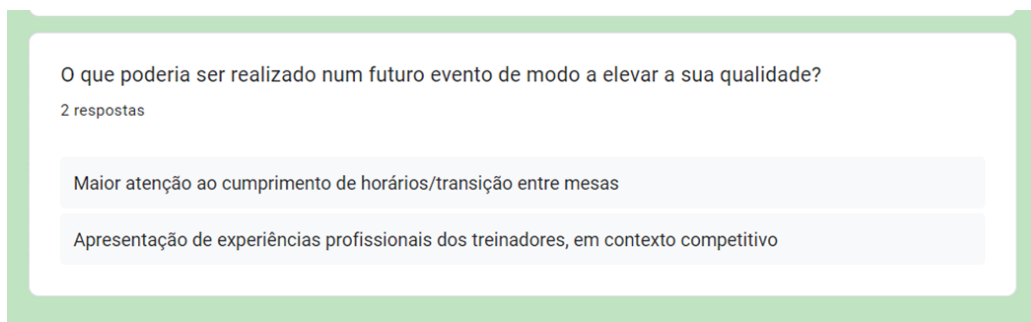 O que poderia ser realizado num futuro evento de modo a elevar a sua qualidade?
2 respostas
Maior atenção ao cumprimento de horários/transição entre mesas
Apresentação de experiências profissionais dos treinadores, em contexto competitivo